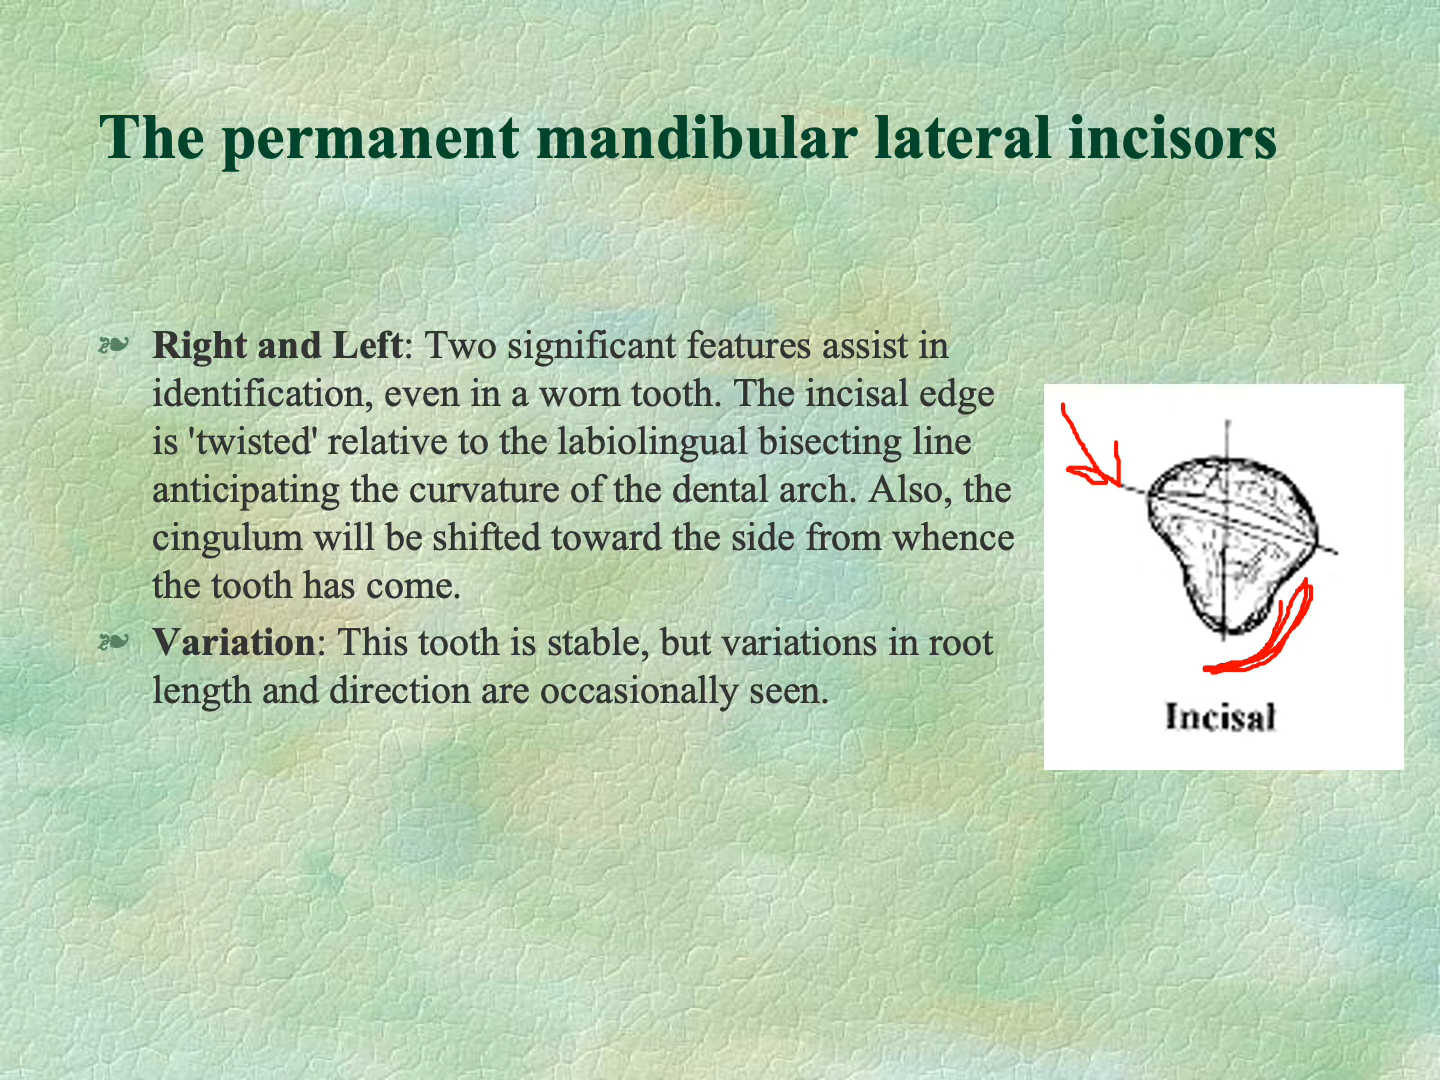 The permanent mandibular lateral incisors
Right and Left: Two significant features assist in
identification, even in a worn tooth. The incisal edge
is 'twisted' relative to the labiolingual bisecting line
anticipating the curvature of the dental arch. Also, the
cingulum will be shifted toward the side from whence
the tooth has come.
Variation: This tooth is stable, but variations in root
length and direction are occasionally seen.
Incisal